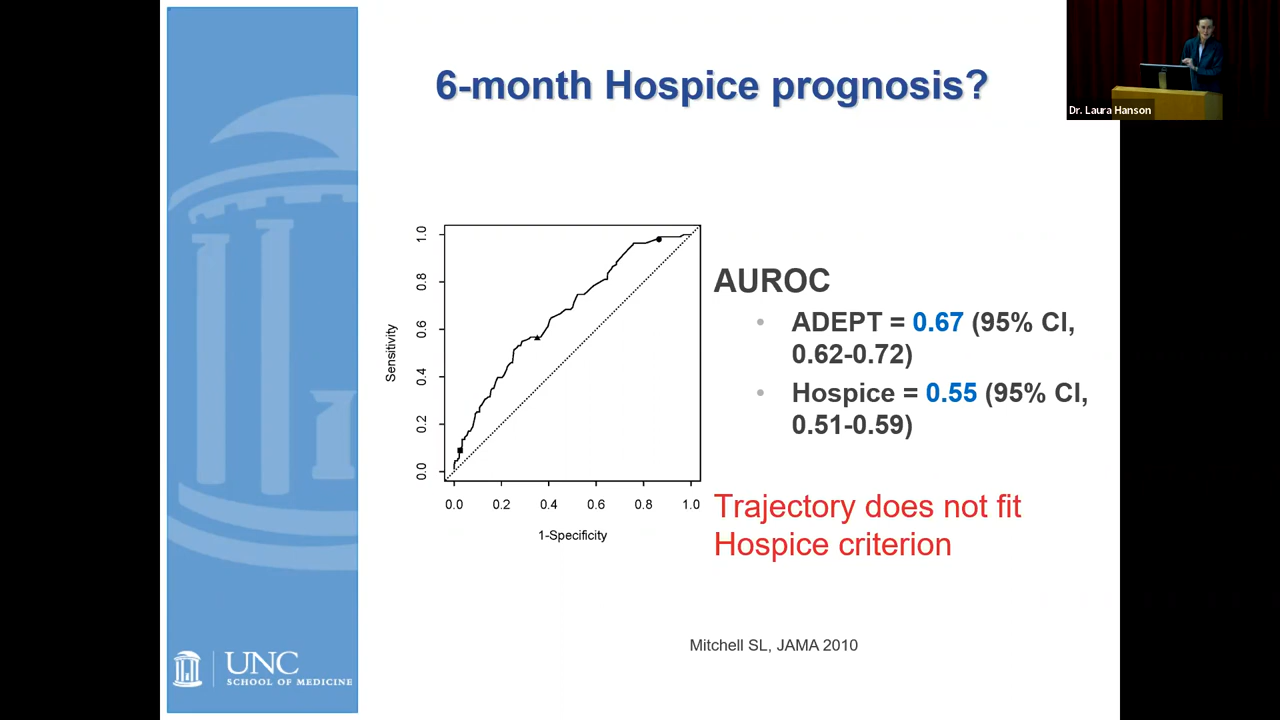 6-month Hospice prognosis?
Dr. Laura Hanson
1.0
0.8
0.6
0.4
0.2
0.0
Sensitivity
0.0 0.2 0.4 0.6 0.8 1.0
1-Specificity
AUROC
• ADEPT = 0.67 (95% CI,
0.62-0.72)
• Hospice = 0.55 (95% CI,
0.51-0.59)
Trajectory does not fit
Hospice criterion
Mitchell SL, JAMA 2010
UNC
SCHOOL OF MEDICINE